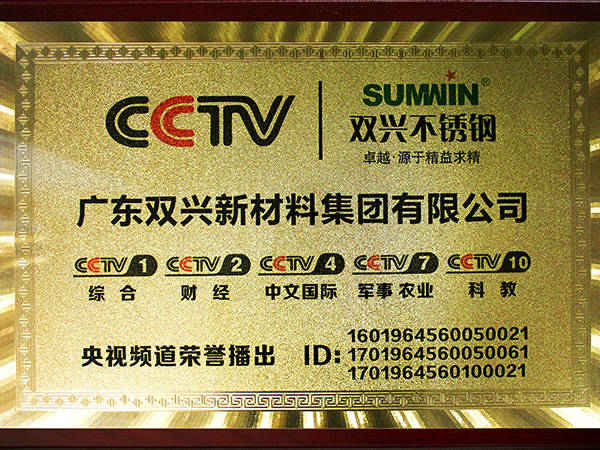 CCTV
SUMWIN®
双兴不锈钢
卓越·源于精益求精
广东双兴新材料集团有限公司
CCTV 1 CCTV 2 CCTV 4 CCTV 7 CCTV 10
综合 财经 中文国际 军事农业 科教
央视频道荣誉播出 ID:
1601964560050021
1701964560050061
1701964560100021